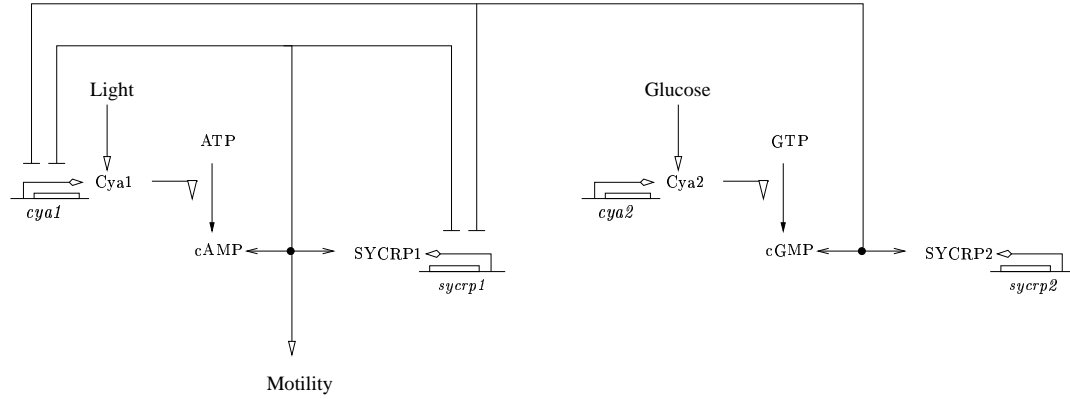 Light
Glucose
ATP
GTP
Cya1
Cya2
cya1
cya2
cAMP
SYCRP1
cGMP
SYCRP2
sycrp1
sycrp2
Motility